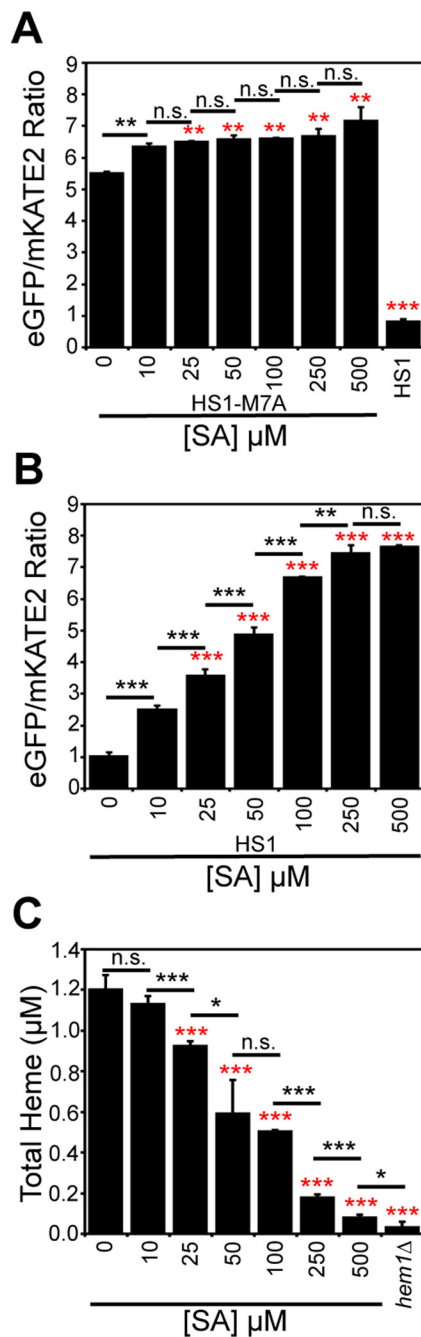 A
eGFP/mKATE2 Ratio
9
8
7
6
5
4
3
2
1
0
** n.s. n.s. n.s. n.s. n.s.
** ** ** ** **
***
0 10 25 50 100 250 500 HS1
HS1-M7A
[SA] µM
B
eGFP/mKATE2 Ratio
9
8
7
6
5
4
3
2
1
0
*** *** *** *** ** n.s.
*** *** *** *** ***
0 10 25 50 100 250 500
HS1
[SA] µM
C
Total Heme (µM)
1.4
1.2
1.0
0.8
0.6
0.4
0.2
0.0
n.s. *** * n.s. *** *** *
*** *** *** *** *** ***
0 10 25 50 100 250 500 hem1Δ
[SA] µM